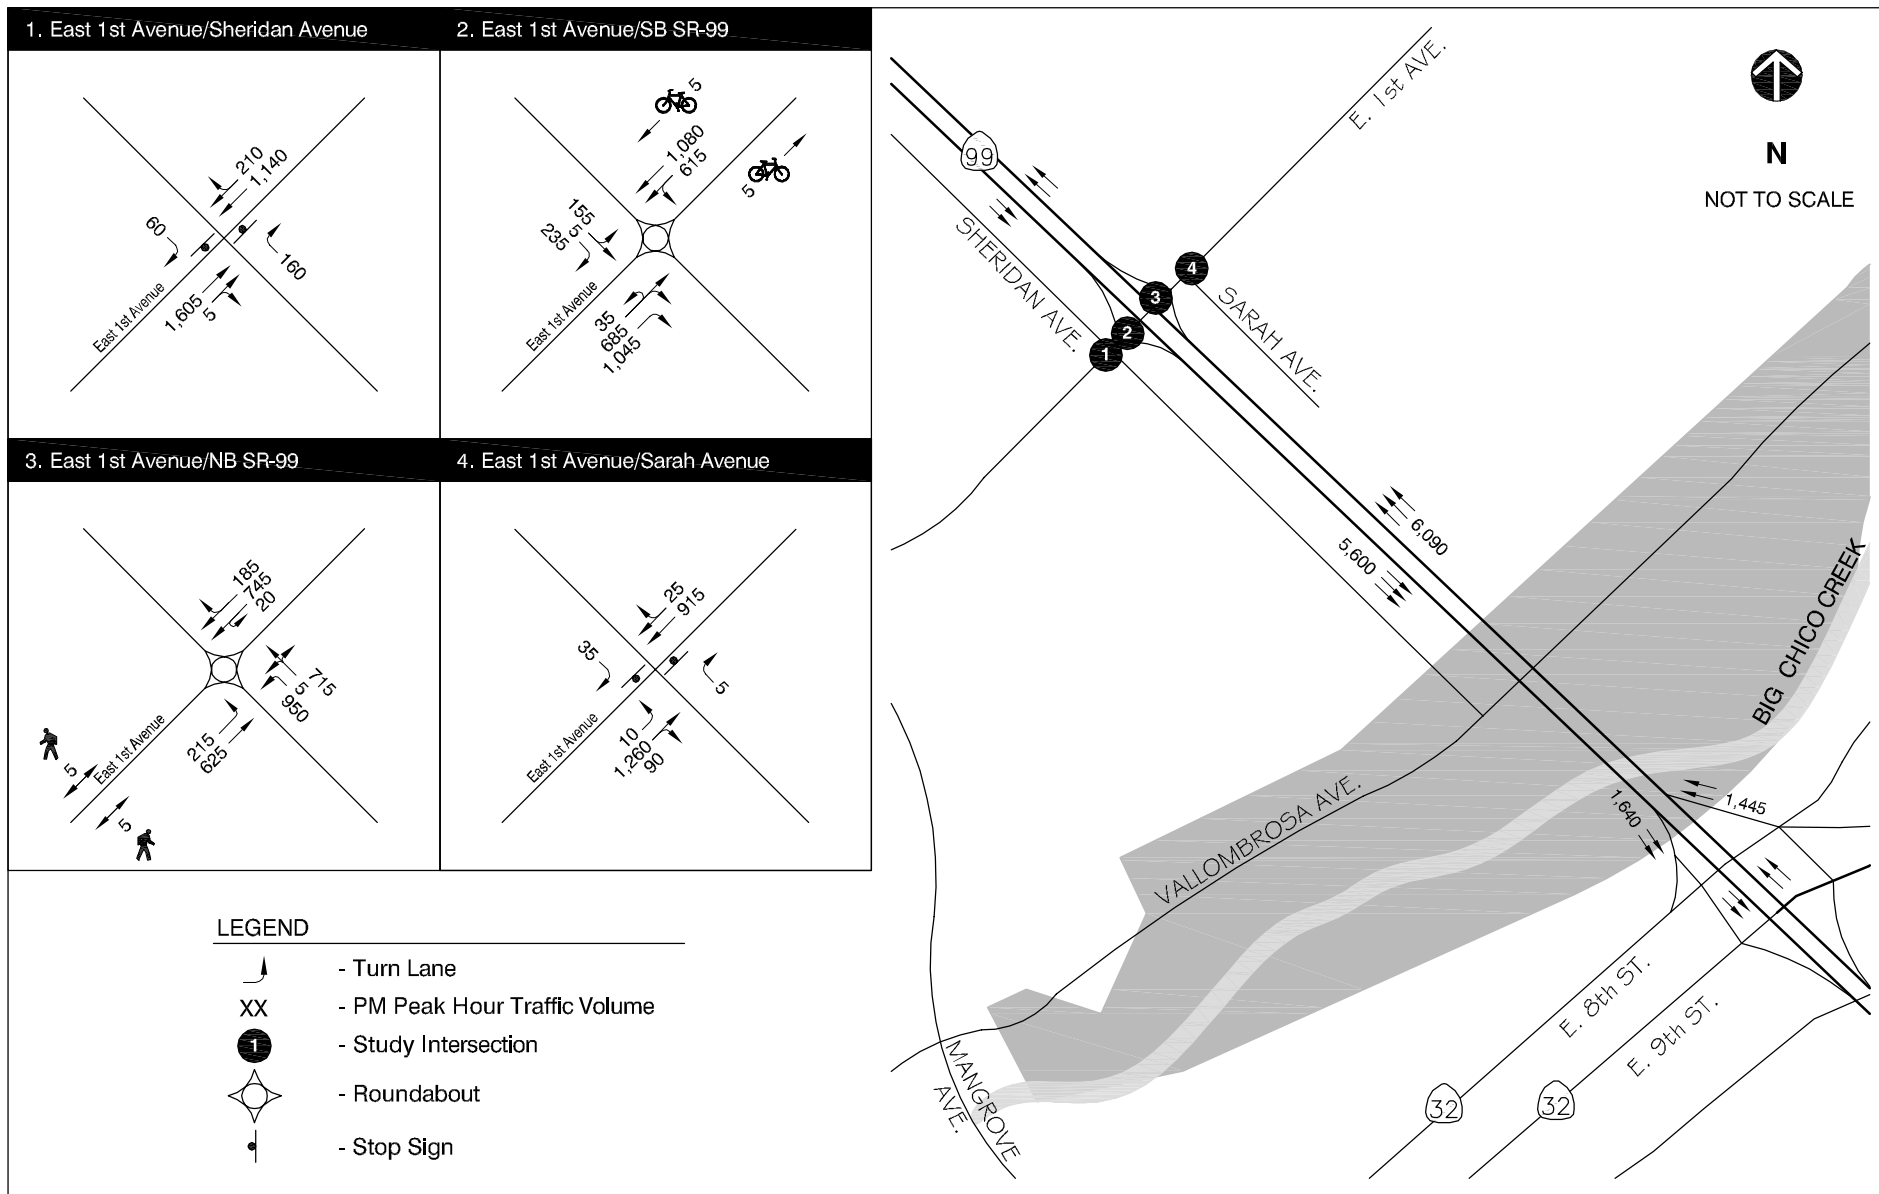 1. East 1st Avenue/Sheridan Avenue
210
1,140
60
160
1,605
5
East 1st Avenue
2. East 1st Avenue/SB SR-99
5
1,080
615
5
155
5
235
35
685
1,045
East 1st Avenue
3. East 1st Avenue/NB SR-99
185
745
20
715
5
950
215
625
East 1st Avenue
5
5
4. East 1st Avenue/Sarah Avenue
25
915
35
5
10
1,260
90
East 1st Avenue
LEGEND
- Turn Lane
XX - PM Peak Hour Traffic Volume
1 - Study Intersection
- Roundabout
- Stop Sign
E. 1st AVE.
N
NOT TO SCALE
99
SHERIDAN AVE.
SARAH AVE.
1
2
3
4
6,090
5,600
BIG CHICO CREEK
VALLOMBROSA AVE.
1,640
1,445
MANGROVE
AVE.
E. 8th ST.
E. 9th ST.
32
32